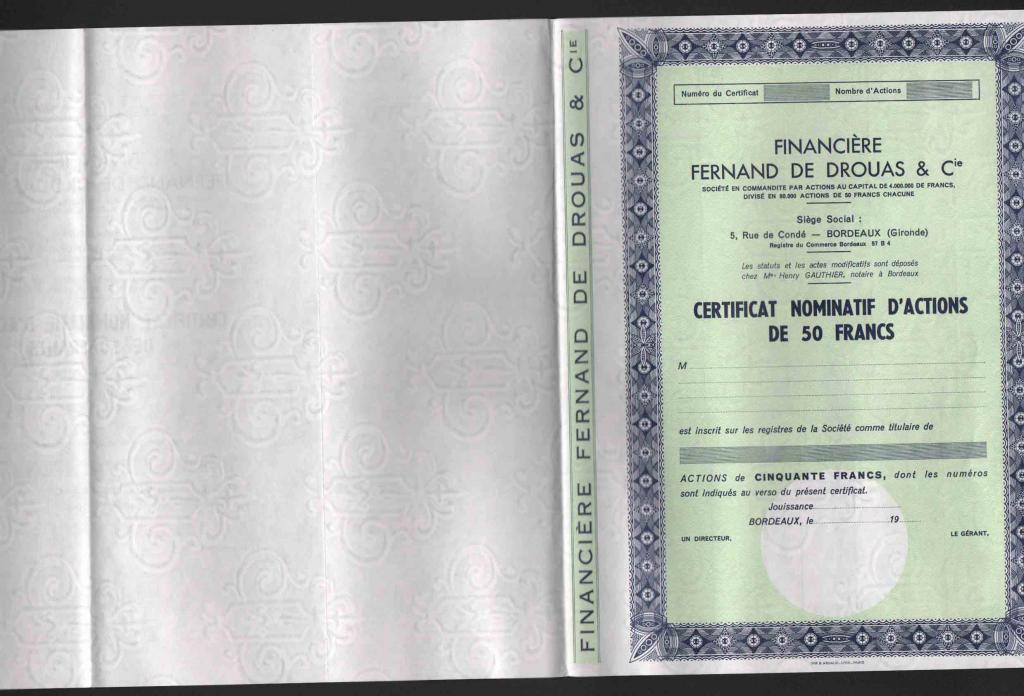 FINANCIÈRE FERNAND DE DROUAS & CIE
Numéro du Certificat
Nombre d'Actions
FINANCIÈRE
FERNAND DE DROUAS & Cie
SOCIÉTÉ EN COMMANDITE PAR ACTIONS AU CAPITAL DE 4.000.000 DE FRANCS,
DIVISÉ EN 80.000 ACTIONS DE 50 FRANCS CHACUNE
Siège Social :
5, Rue de Condé — BORDEAUX (Gironde)
Registre du Commerce Bordeaux 57 B 4
Les statuts et les actes modificatifs sont déposés
chez Me Henry GAUTHIER, notaire à Bordeaux
CERTIFICAT NOMINATIF D'ACTIONS
DE 50 FRANCS
M
est inscrit sur les registres de la Société comme titulaire de
ACTIONS de CINQUANTE FRANCS, dont les numéros
sont indiqués au verso du présent certificat.
Jouissance
BORDEAUX, le 19
UN DIRECTEUR,
LE GÉRANT,